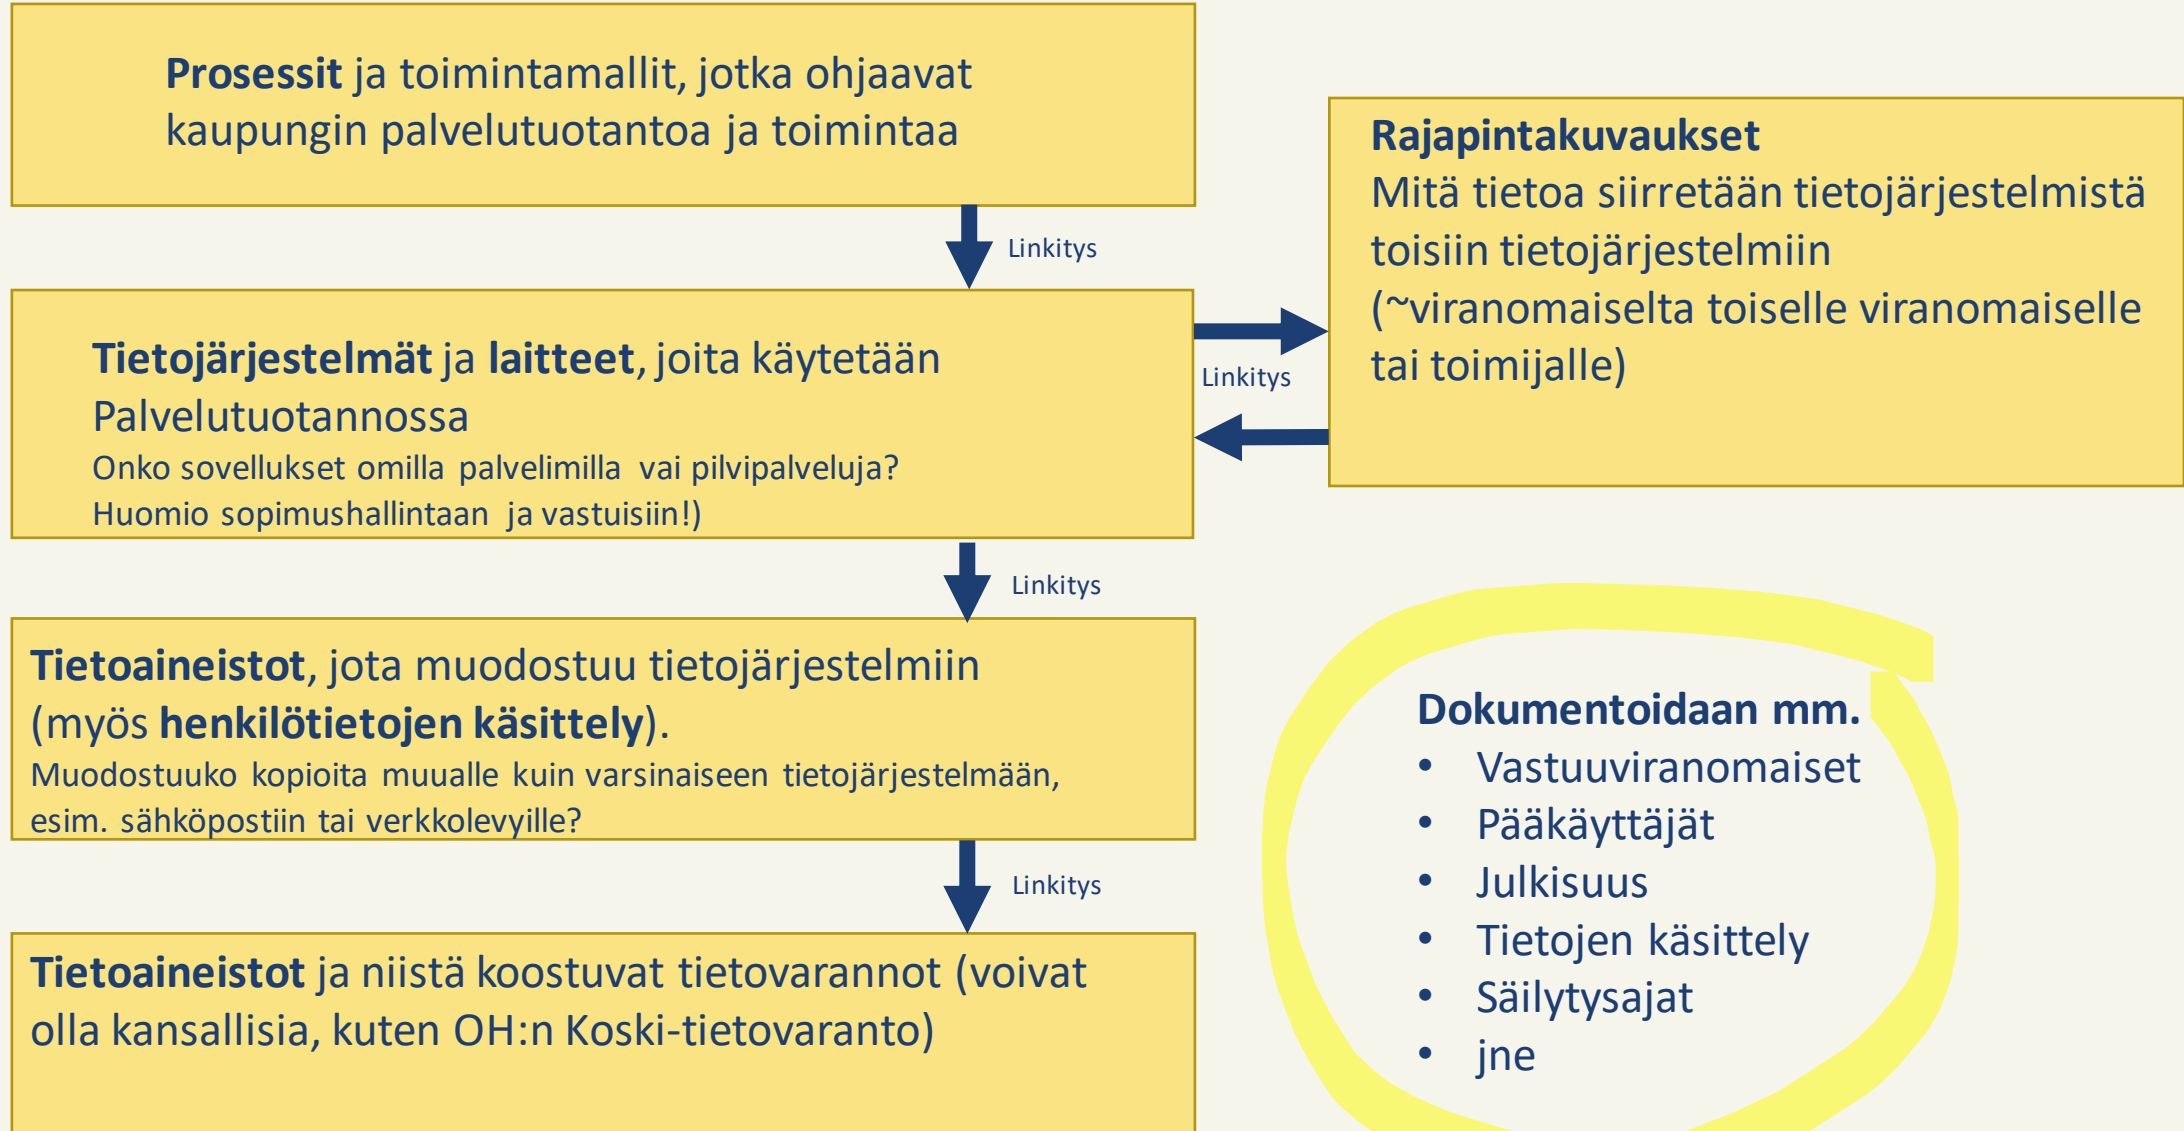 Prosessit ja toimintamallit, jotka ohjaavat
kaupungin palvelutuotantoa ja toimintaa
Linkitys
Tietojärjestelmät ja laitteet, joita käytetään
Palvelutuotannossa
Onko sovellukset omilla palvelimilla vai pilvipalveluja?
Huomio sopimushallintaan ja vastuisiin!)
Linkitys
Rajapintakuvaukset
Mitä tietoa siirretään tietojärjestelmistä
toisiin tietojärjestelmiin
(~viranomaiselta toiselle viranomaiselle
tai toimijalle)
Linkitys
Tietoaineistot, jota muodostuu tietojärjestelmiin
(myös henkilötietojen käsittely).
Muodostuuko kopioita muualle kuin varsinaiseen tietojärjestelmään,
esim. sähköpostiin tai verkkolevyille?
Linkitys
Tietoaineistot ja niistä koostuvat tietovarannot (voivat
olla kansallisia, kuten OH:n Koski-tietovaranto)
Dokumentoidaan mm.
• Vastuuviranomaiset
• Pääkäyttäjät
• Julkisuus
• Tietojen käsittely
• Säilytysajat
• jne